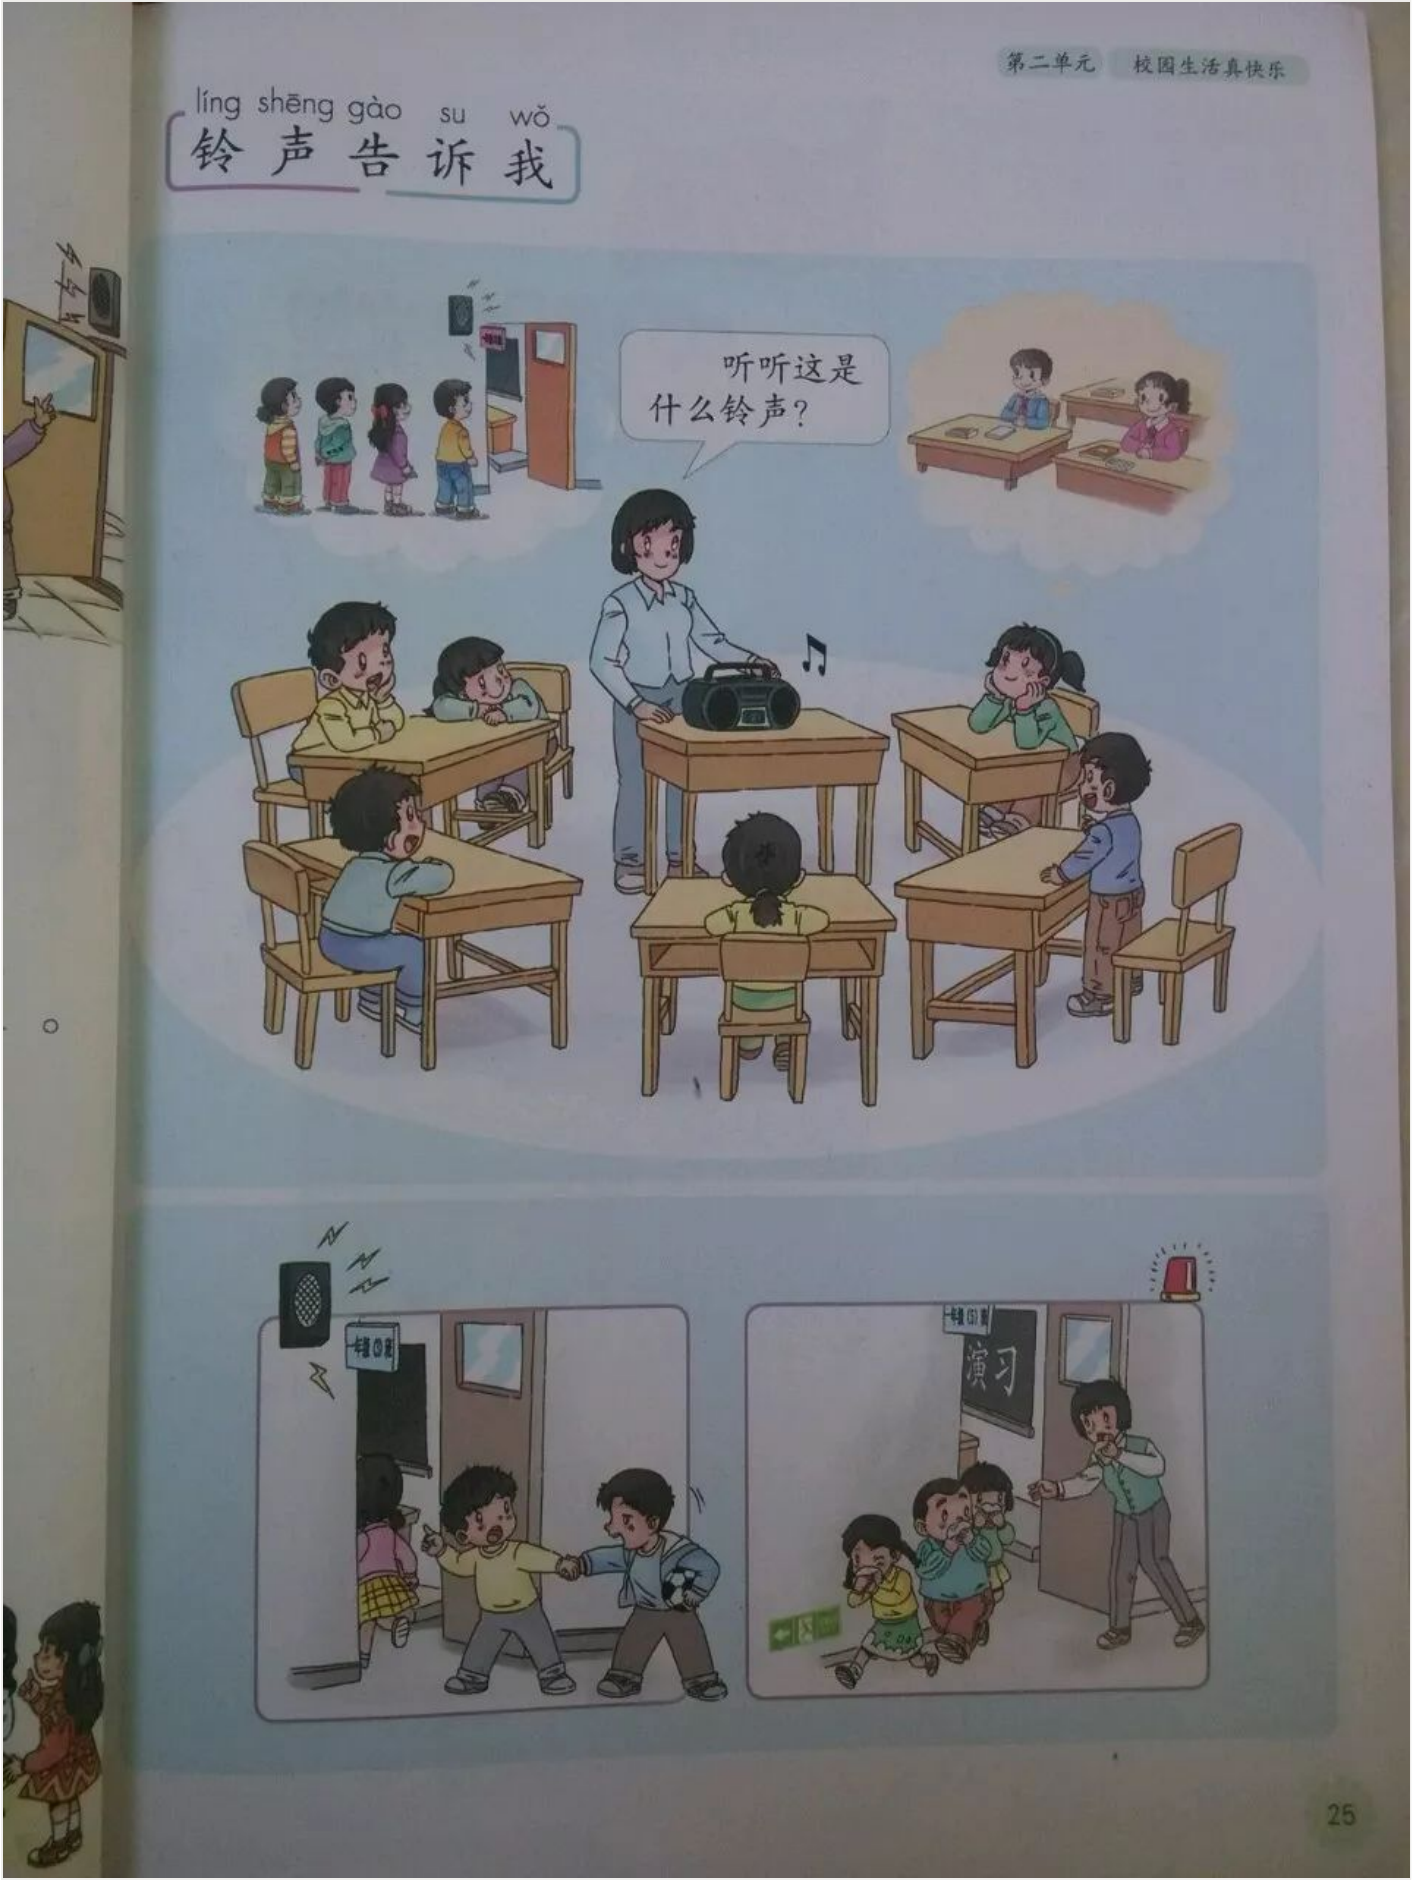 第二单元 校园生活真快乐
líng shēng gào su wǒ
铃声告诉我
听听这是
什么铃声？
一年级(3)班
一年级(5)班
演习
25